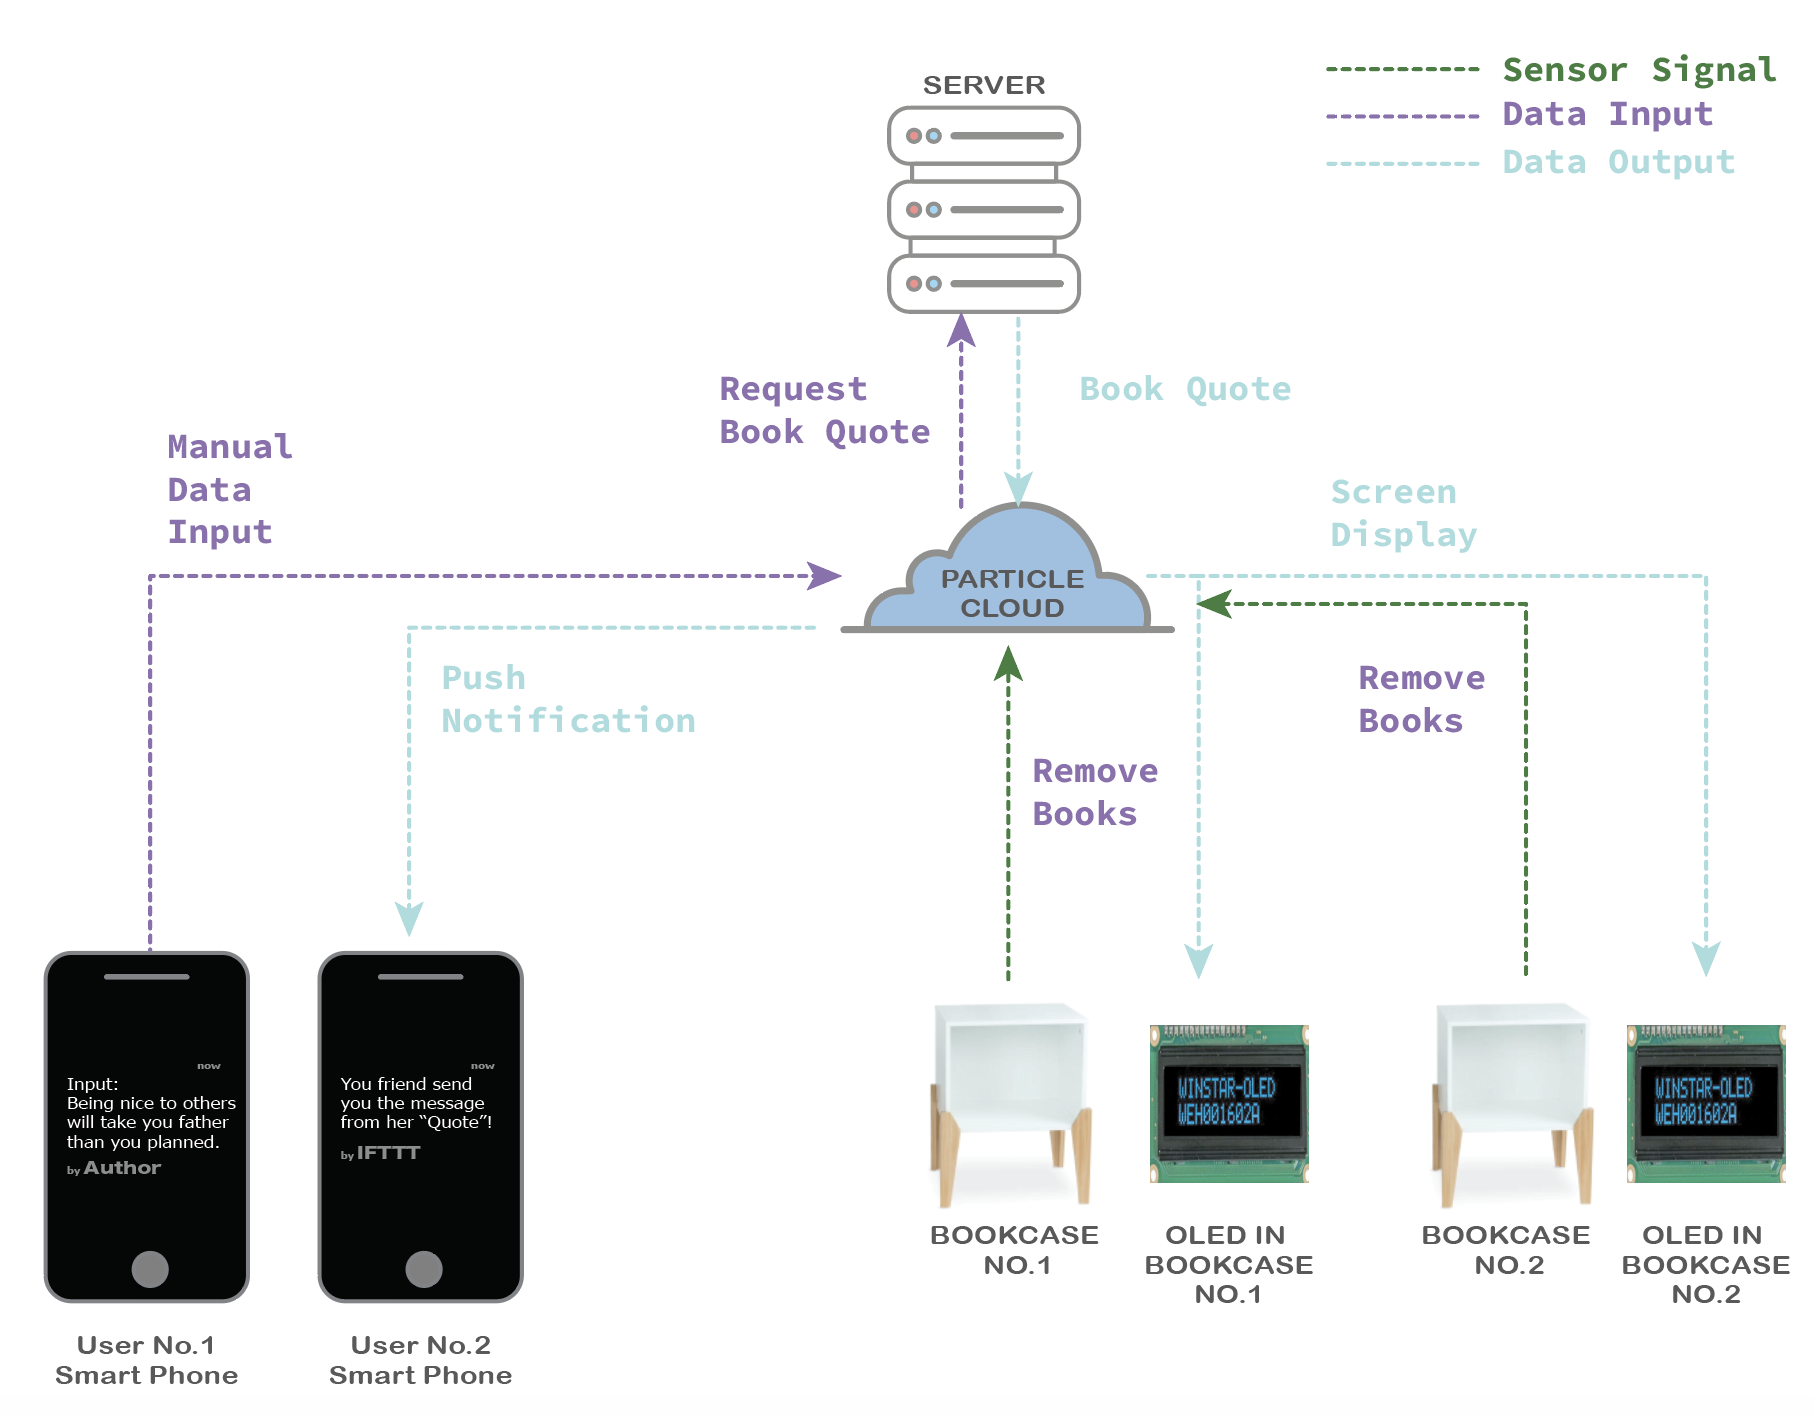 SERVER
Sensor Signal
Data Input
Data Output
Request
Book Quote
Book Quote
Manual
Data
Input
Screen
Display
PARTICLE
CLOUD
Push
Notification
Remove
Books
Remove
Books
now
Input:
Being nice to others
will take you father
than you planned.
by Author
now
You friend send
you the message
from her “Quote”!
by IFTTT
WINSTAR-OLED
WEH001602A
WINSTAR-OLED
WEH001602A
BOOKCASE
NO.1
OLED IN
BOOKCASE
NO.1
BOOKCASE
NO.2
OLED IN
BOOKCASE
NO.2
User No.1
Smart Phone
User No.2
Smart Phone